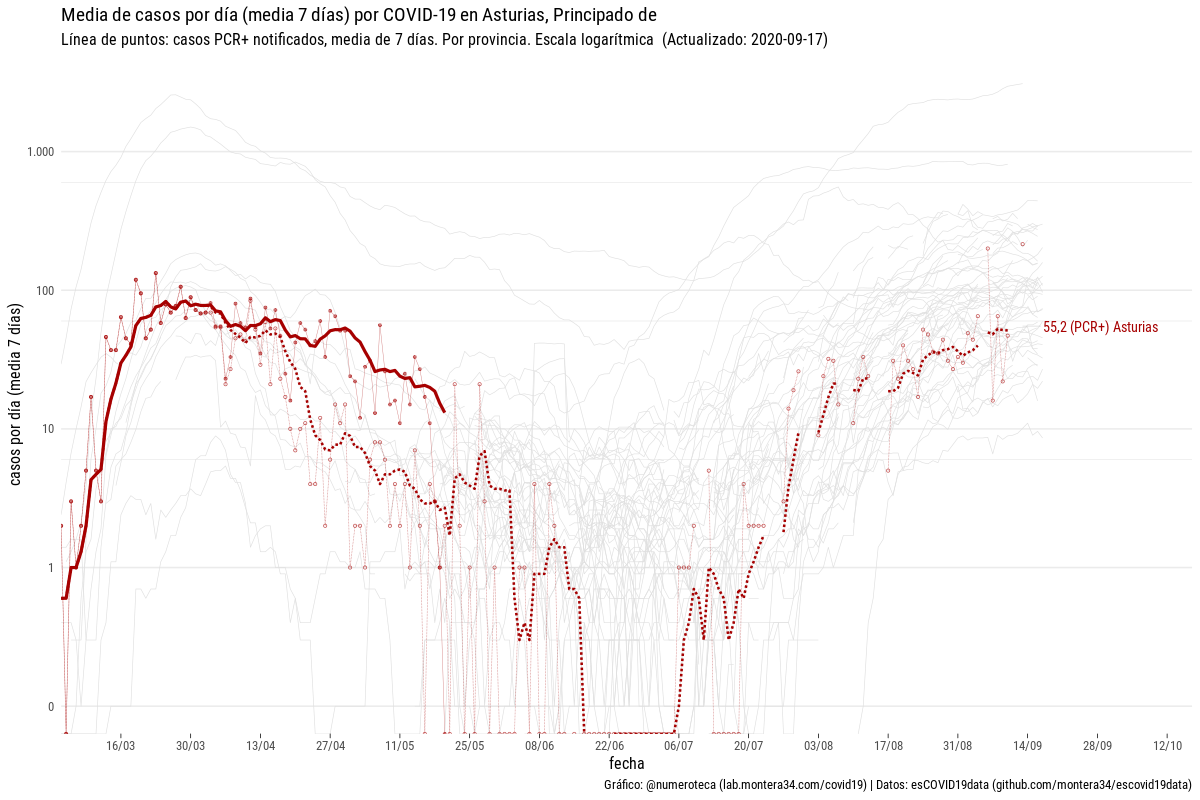 Media de casos por día (media 7 días) por COVID-19 en Asturias, Principado de
Línea de puntos: casos PCR+ notificados, media de 7 días. Por provincia. Escala logarítmica  (Actualizado: 2020-09-17)
casos por día (media 7 días)
1.000
100
10
1
0
55,2 (PCR+) Asturias
16/03 30/03 13/04 27/04 11/05 25/05 08/06 22/06 06/07 20/07 03/08 17/08 31/08 14/09 28/09 12/10
fecha
Gráfico: @numeroteca (lab.montera34.com/covid19) | Datos: esCOVID19data (github.com/montera34/escovid19data)